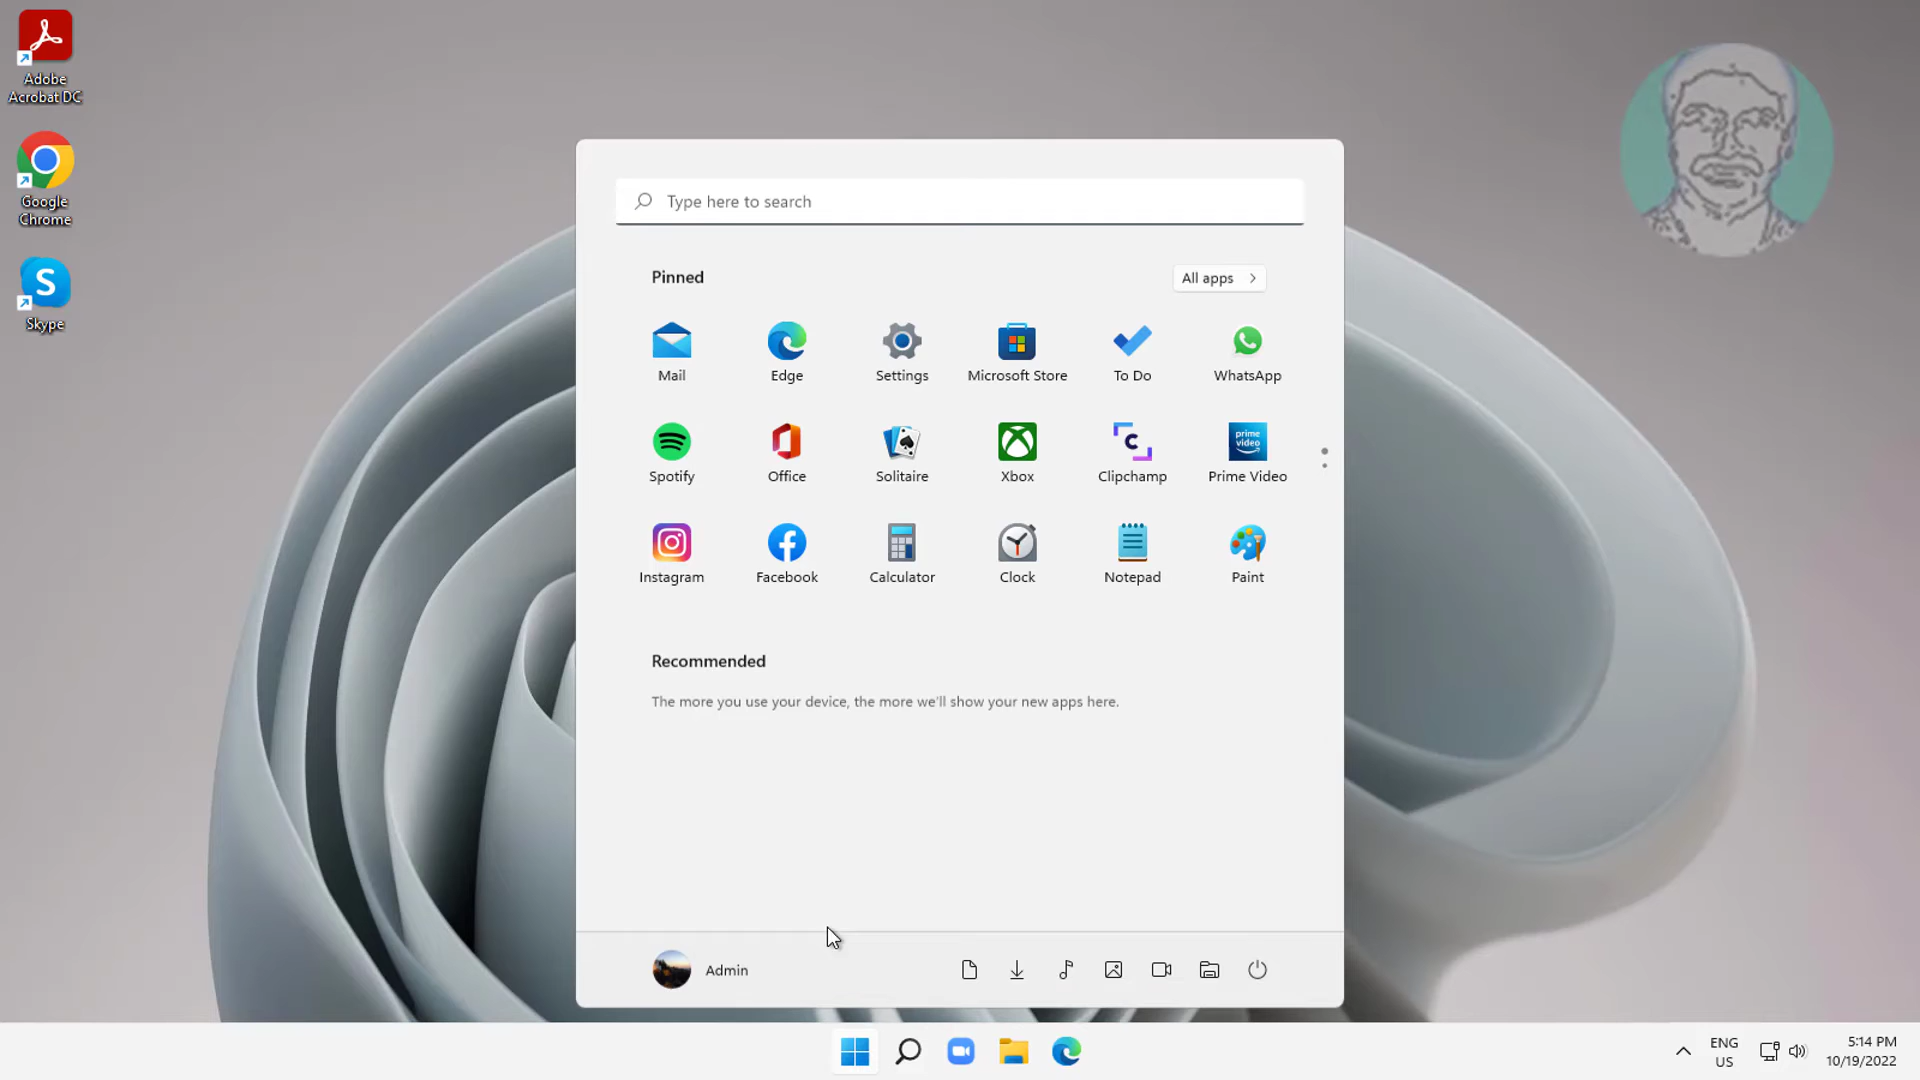 Adobe
Acrobat DC
Google
Chrome
S
Skype
Type here to search
Pinned
All apps
Mail
Edge
Settings
Microsoft Store
To Do
WhatsApp
prime
video
Spotify
Office
Solitaire
Xbox
C
Clipchamp
Prime Video
Instagram
Facebook
Calculator
Clock
Notepad
Paint
Recommended
The more you use your device, the more we'll show your new apps here.
Admin
ENG
US
5:14 PM
10/19/2022